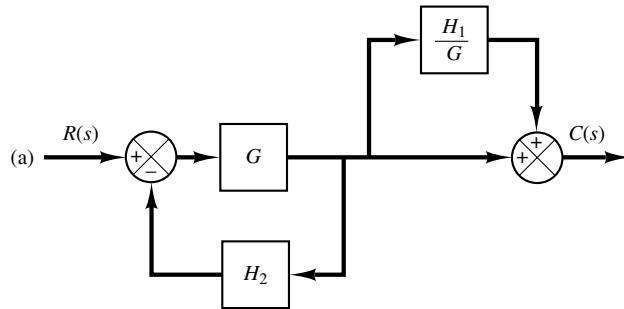 H₁
G
R(s)
C(s)
+
(a)
+
G
+
−
H₂